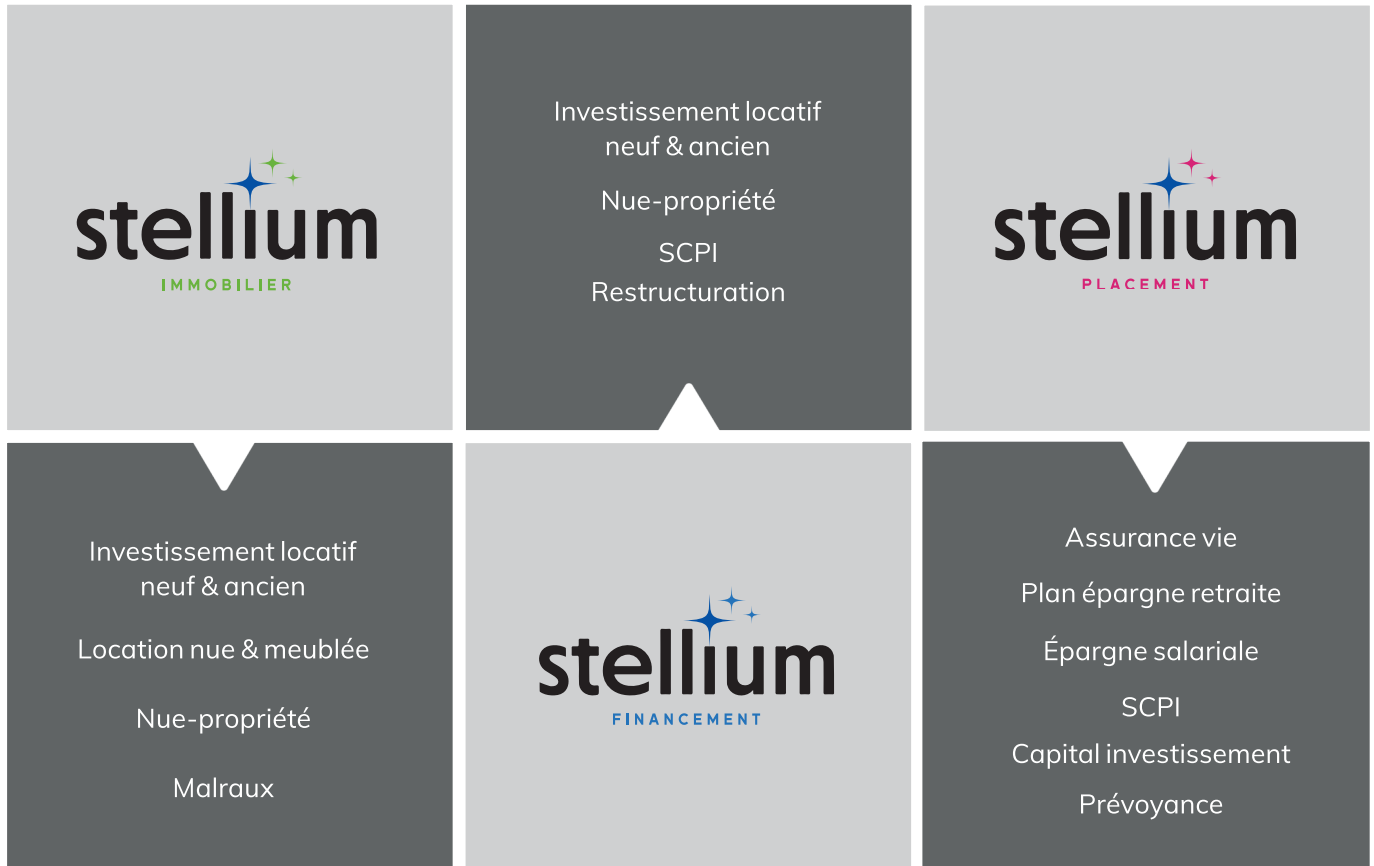 stellium
IMMOBILIER
Investissement locatif
neuf & ancien
Nue-propriété
SCPI
Restructuration
stellium
PLACEMENT
Investissement locatif
neuf & ancien
Location nue & meublée
Nue-propriété
Malraux
stellium
FINANCEMENT
Assurance vie
Plan épargne retraite
Épargne salariale
SCPI
Capital investissement
Prévoyance